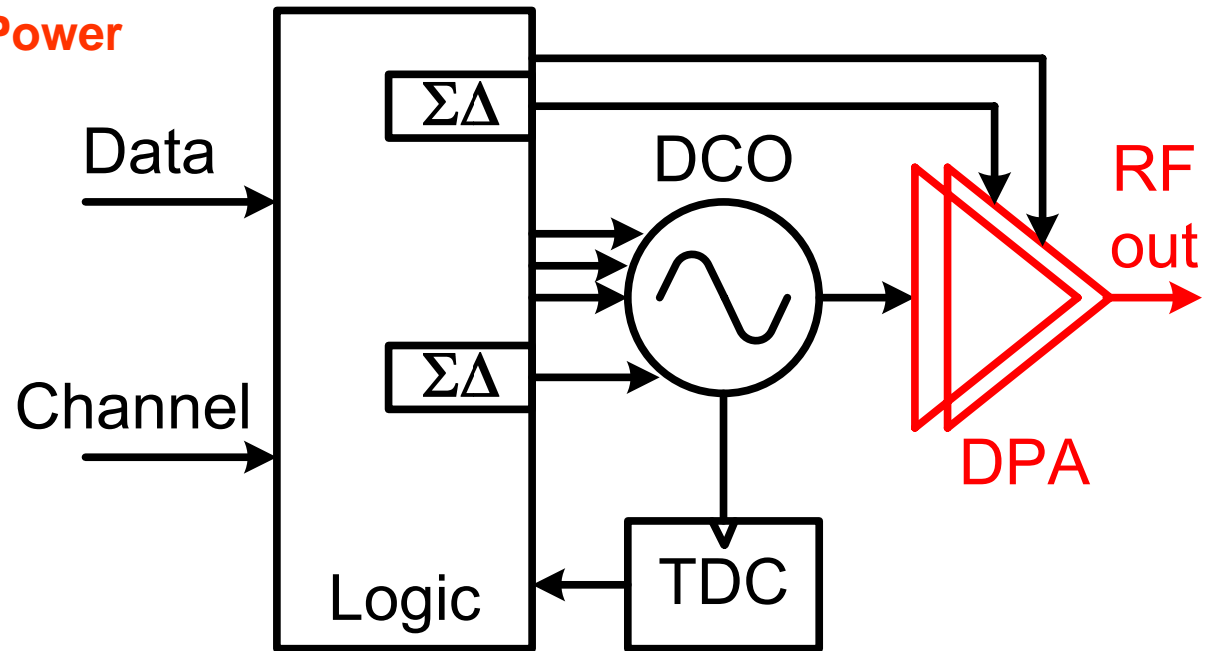 Power
ΣΔ
Data
DCO
RF
out
ΣΔ
Channel
DPA
TDC
Logic